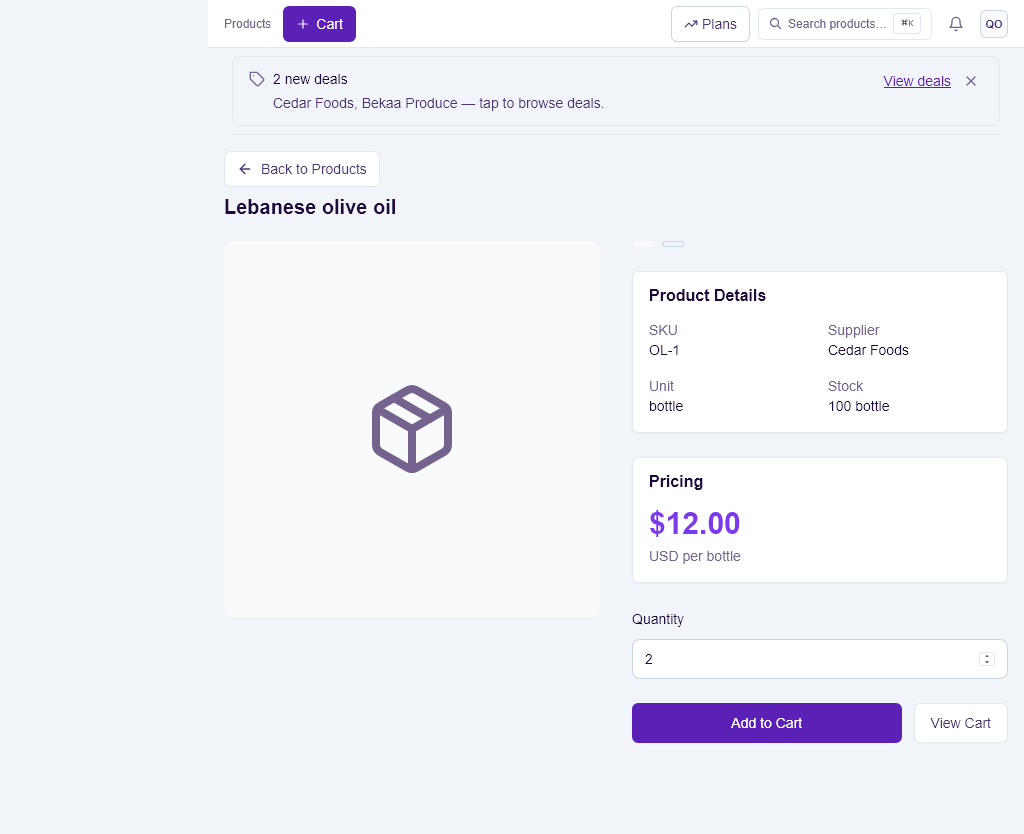 Products
Cart
Plans
Search products...
⌘K
QO
2 new deals
View deals
Cedar Foods, Bekaa Produce — tap to browse deals.
Back to Products
Lebanese olive oil
Product Details
SKU
OL-1
Supplier
Cedar Foods
Unit
bottle
Stock
100 bottle
Pricing
$12.00
USD per bottle
Quantity
2
Add to Cart
View Cart